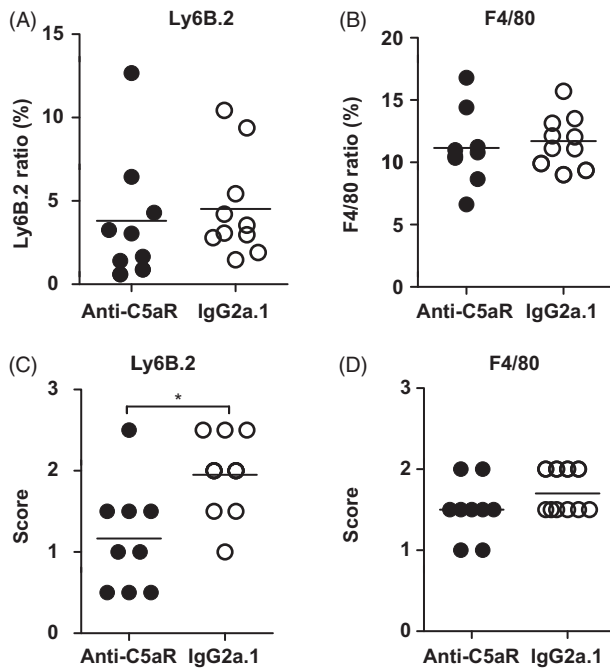 (A)
Ly6B.2
Ly6B.2 ratio (%)
15
10
5
0
Anti-C5aR IgG2a.1
(B)
F4/80
F4/80 ratio (%)
20
15
10
5
0
Anti-C5aR IgG2a.1
(C)
Ly6B.2
Score
3
2
1
0
*
Anti-C5aR IgG2a.1
(D)
F4/80
Score
3
2
1
0
Anti-C5aR IgG2a.1